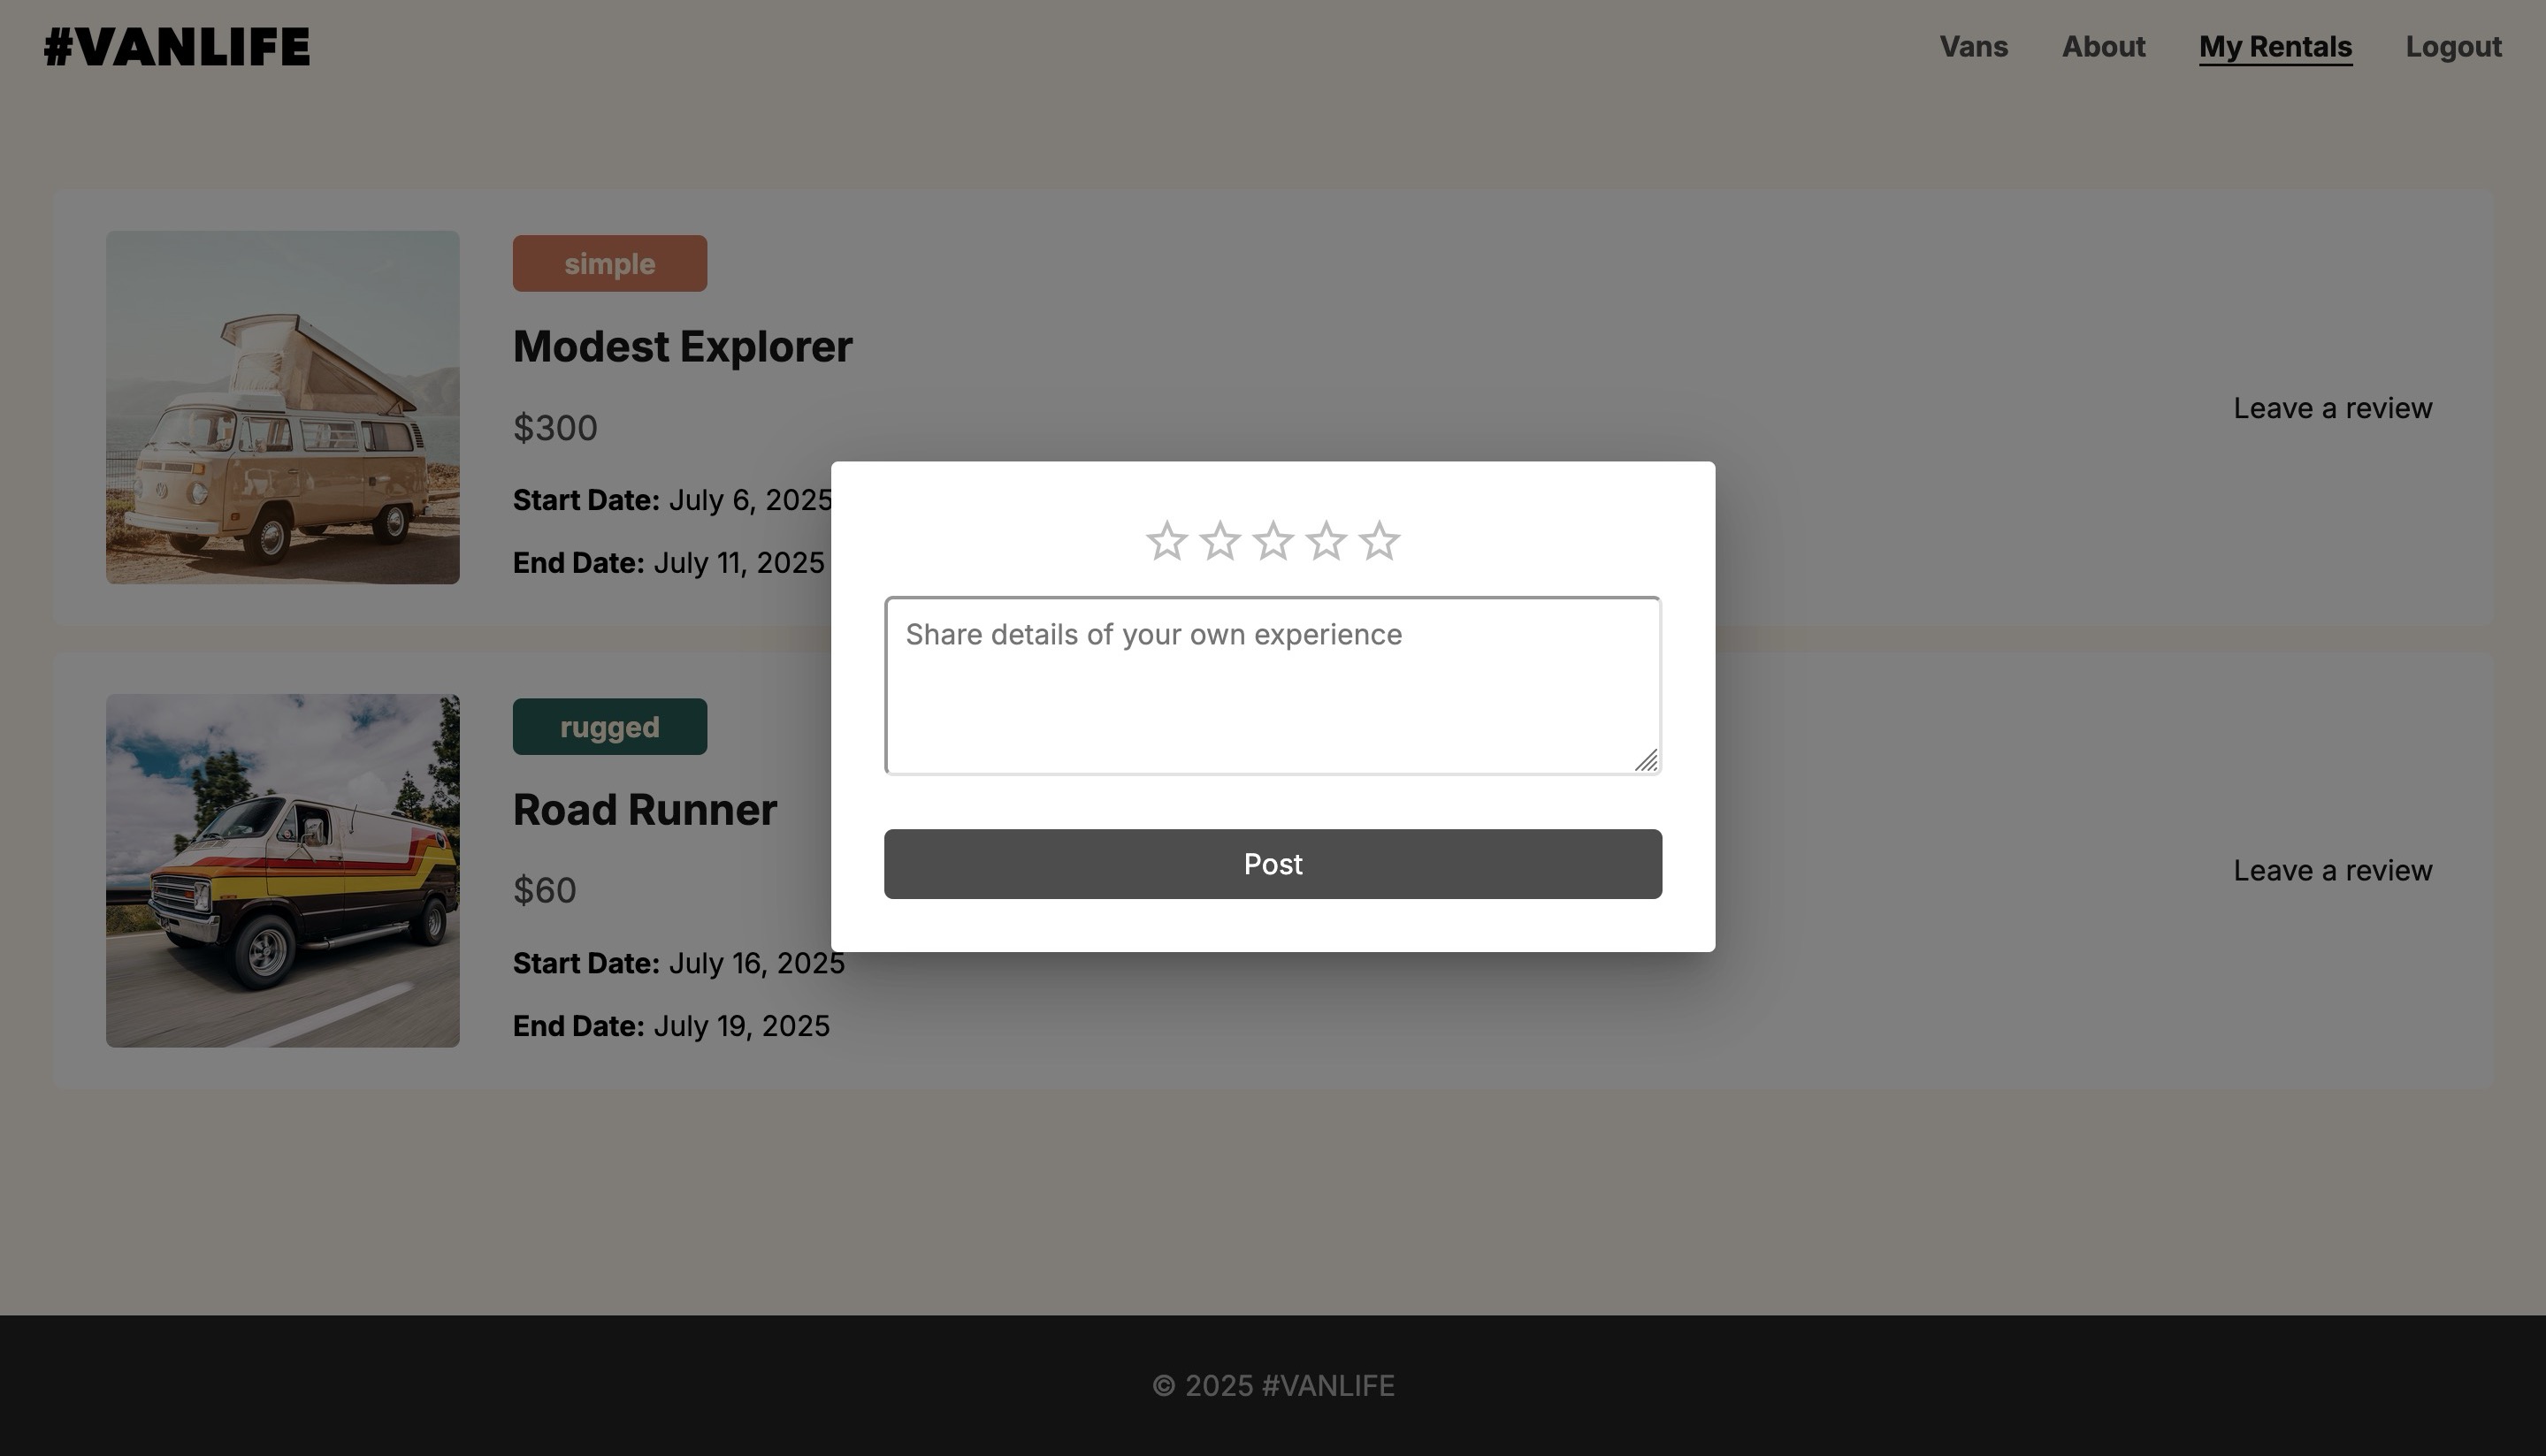 #VANLIFE
Vans
About
My Rentals
Logout
simple
Modest Explorer
$300
Start Date: July 6, 2025
End Date: July 11, 2025
Leave a review
Share details of your own experience
Post
rugged
Road Runner
$60
Start Date: July 16, 2025
End Date: July 19, 2025
Leave a review
© 2025 #VANLIFE